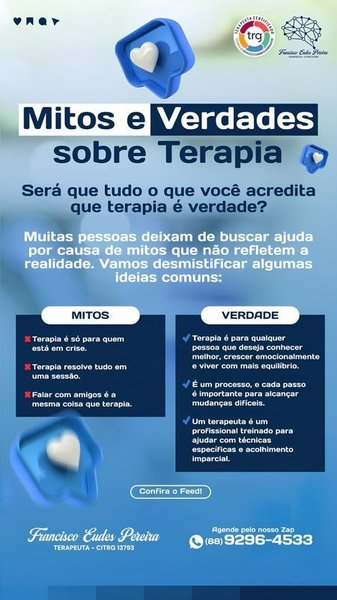 TERAPEUTA CERTIFICADO
trg
Francisco Eudes Pereira
Mitos e Verdades
sobre Terapia
Será que tudo o que você acredita
que terapia é verdade?
Muitas pessoas deixam de buscar ajuda
por causa de mitos que não refletem a
realidade. Vamos desmistificar algumas
ideias comuns:
MITOS
Terapia é só para quem
está em crise.
Terapia resolve tudo em
uma sessão.
Falar com amigos é a
mesma coisa que terapia.
VERDADE
Terapia é para qualquer
pessoa que deseja conhecer
melhor, crescer emocionalmente
e viver com mais equilíbrio.
É um processo, e cada passo
é importante para alcançar
mudanças difíceis.
Um terapeuta é um
profissional treinado para
ajudar com técnicas
específicas e acolhimento
imparcial.
Confira o Feed!
Francisco Eudes Pereira
TERAPEUTA - CITRG 13793
Agende pelo nosso Zap
(88) 9296-4533